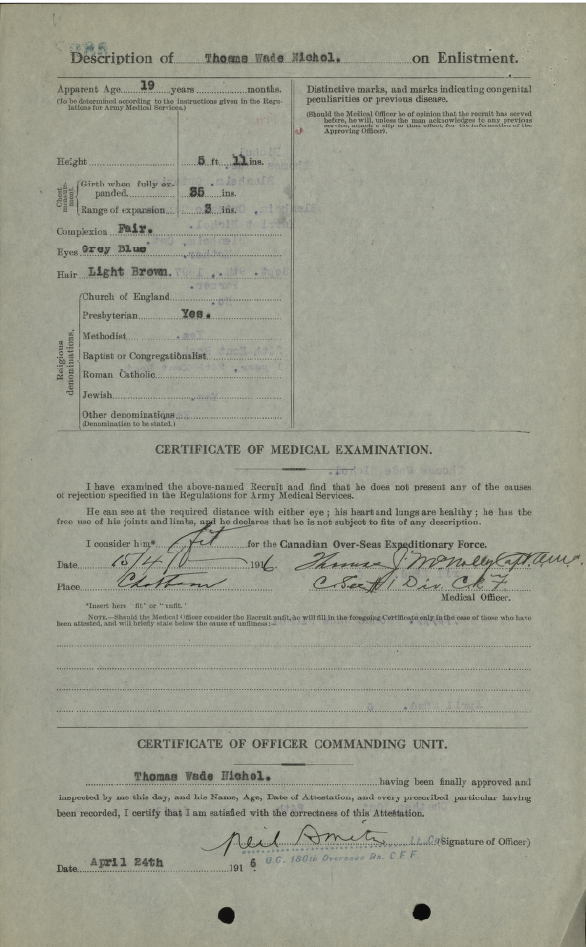 Description of Thomas Wade Nichol. on Enlistment.
Apparent Age 19 years months.
(To be determined according to the instructions given in the Regulations for Army Medical Services.)
Distinctive marks, and marks indicating congenital peculiarities or previous disease.
(Should the Medical Officer be of opinion that the recruit has served before, he will, unless the man acknowledges to any previous service, attach a slip to that effect, for the information of the Approving Officer).
Height 5 ft. 11 ins.
Chest measurement.
Girth when fully expanded 35 ins.
Range of expansion 3 ins.
Complexion Fair.
Eyes Grey Blue
Hair Light Brown.
Religious denominations.
Church of England
Presbyterian Yes.
Methodist
Baptist or Congregationalist
Roman Catholic
Jewish
Other denominations
(Denomination to be stated.)
CERTIFICATE OF MEDICAL EXAMINATION.
I have examined the above-named Recruit and find that he does not present any of the causes
of rejection specified in the Regulations for Army Medical Services.
He can see at the required distance with either eye ; his heart and lungs are healthy ; he has the
free use of his joints and limbs, and he declares that he is not subject to fits of any description.
I consider him* fit for the Canadian Over-Seas Expeditionary Force.
Date 15/4/ 1916.
Place Chatham
Medical Officer.
*Insert here "fit" or "unfit."
NOTE.—Should the Medical Officer consider the Recruit unfit, he will fill in the foregoing Certificate only in the case of those who have
been attested, and will briefly state below the cause of unfitness:
CERTIFICATE OF OFFICER COMMANDING UNIT.
Thomas Wade Nichol. having been finally approved and
inspected by me this day, and his Name, Age, Date of Attestation, and every prescribed particular having
been recorded, I certify that I am satisfied with the correctness of this Attestation.
Neil Smith Lt. Col. (Signature of Officer)
O.C. 186th Overseas Bn. C.E.F.
Date April 24th 1916